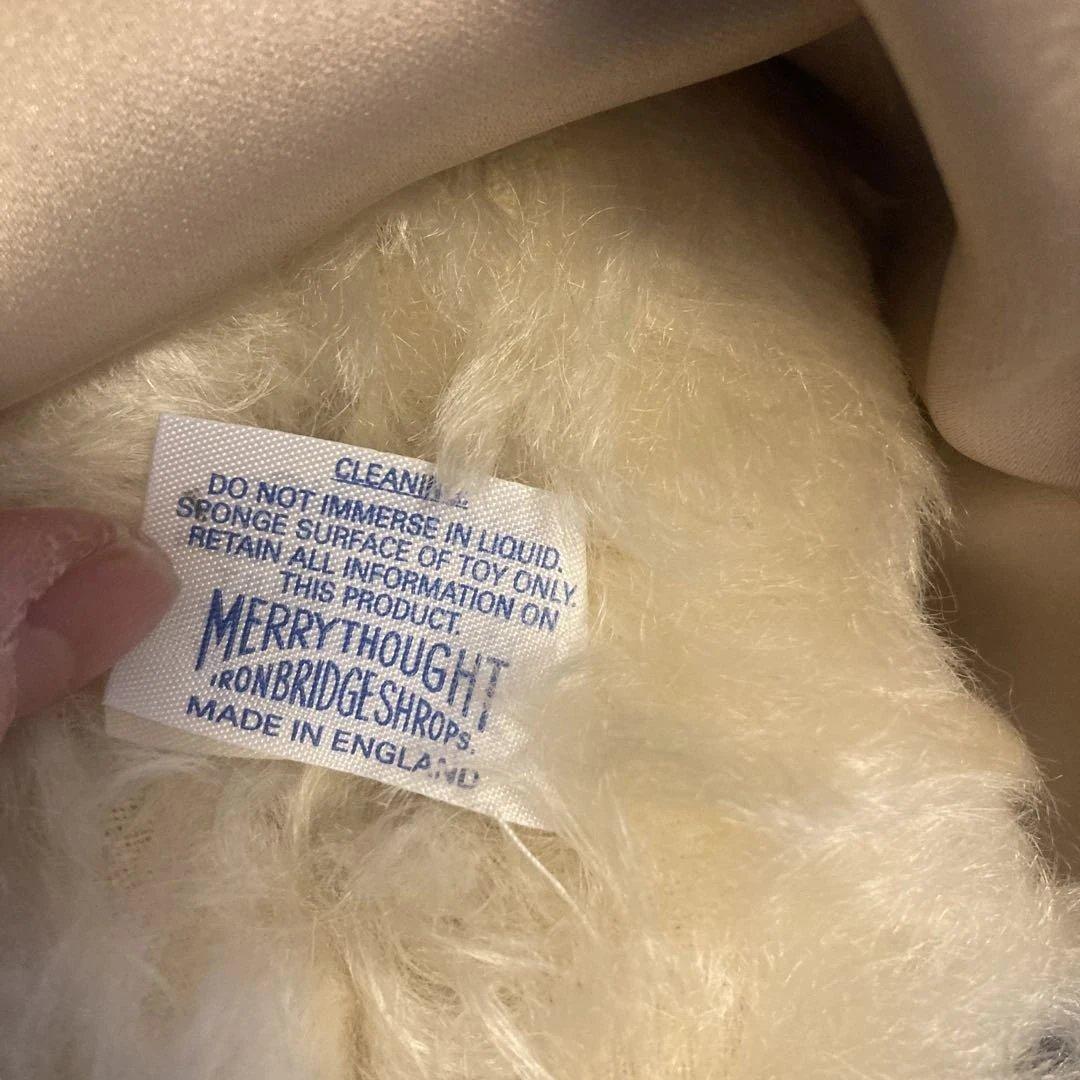 CLEANING.
DO NOT IMMERSE IN LIQUID.
SPONGE SURFACE OF TOY ONLY.
RETAIN ALL INFORMATION ON
THIS PRODUCT.
MERRYTHOUGHT
IRONBRIDGE SHROPS.
MADE IN ENGLAND